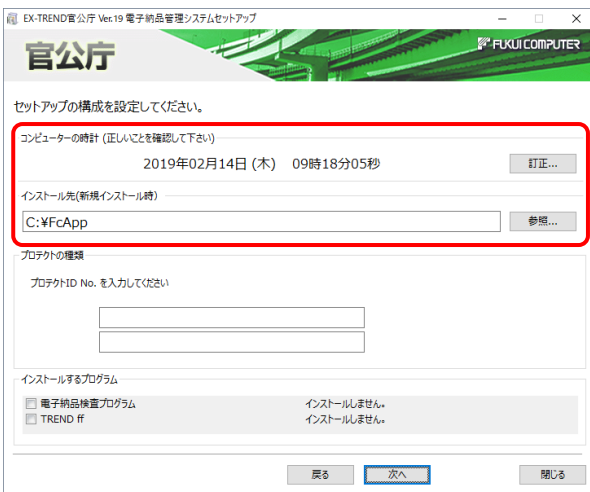 EX-TREND官公庁 Ver.19 電子納品管理システムセットアップ
官公庁
FUKUI COMPUTER
セットアップの構成を設定してください。
コンピューターの時計 (正しいことを確認して下さい)
2019年02月14日 (木) 09時18分05秒
訂正...
インストール先(新規インストール時)
C:¥FcApp
参照...
プロテクトの種類
プロテクトID No. を入力してください
インストールするプログラム
電子納品検査プログラム インストールしません。
TREND ff インストールしません。
戻る 次へ 閉じる